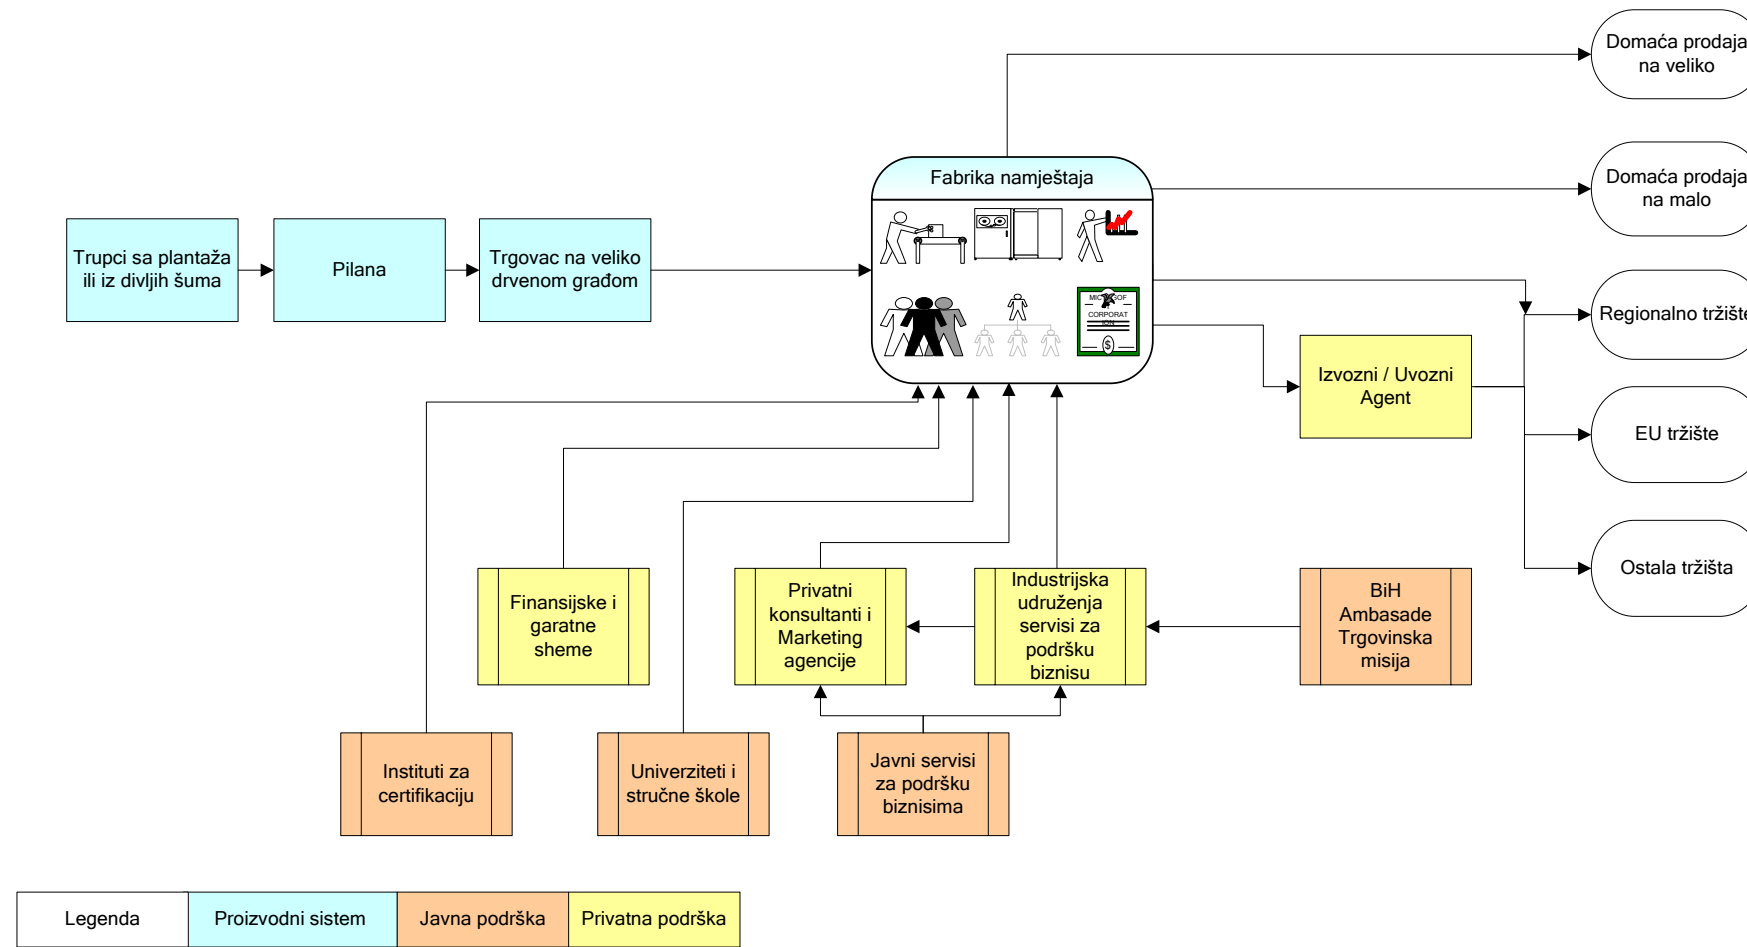 Domaća prodaja
na veliko
Fabrika namještaja
Domaća prodaja
na malo
Trupci sa plantaža
ili iz divljih šuma
Pilana
Trgovac na veliko
drvenom građom
MICROSOF
CORPORAT
ION
$
Regionalno tržište
Izvozni / Uvozni
Agent
EU tržište
Ostala tržišta
Finansijske i
garatne
sheme
Privatni
konsultanti i
Marketing
agencije
Industrijska
udruženja
servisi za
podršku
biznisu
BiH
Ambasade
Trgovinska
misija
Instituti za
certifikaciju
Univerziteti i
stručne škole
Javni servisi
za podršku
biznisima
Legenda
Proizvodni sistem
Javna podrška
Privatna podrška